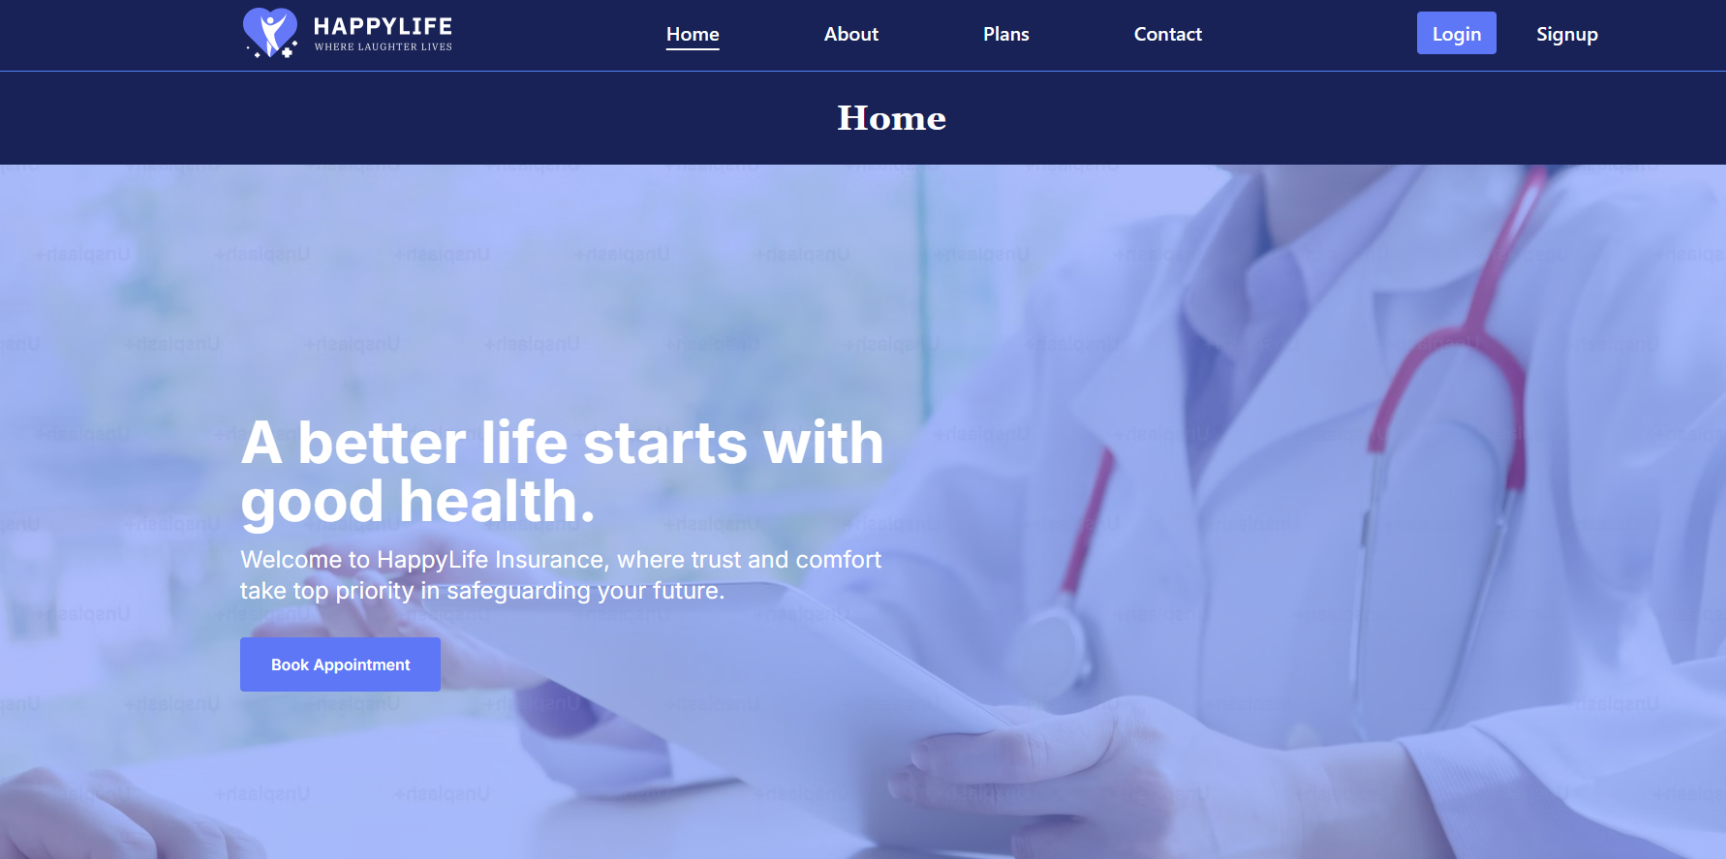 HAPPYLIFE
WHERE LAUGHTER LIVES
Home
About
Plans
Contact
Login
Signup
Home
A better life starts with
good health.
Welcome to HappyLife Insurance, where trust and comfort
take top priority in safeguarding your future.
Book Appointment
Unsplash+